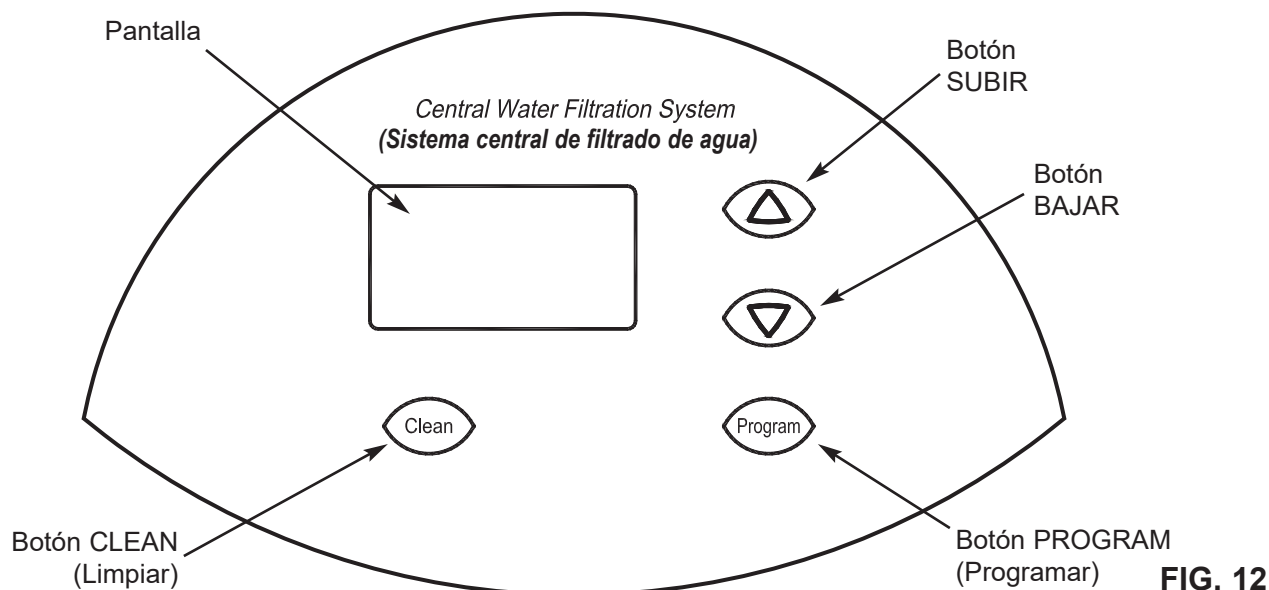 Pantalla
Botón
SUBIR
Central Water Filtration System
(Sistema central de filtrado de agua)
Botón
BAJAR
Clean
Program
Botón CLEAN
(Limpiar)
Botón PROGRAM
(Programar)
FIG. 12